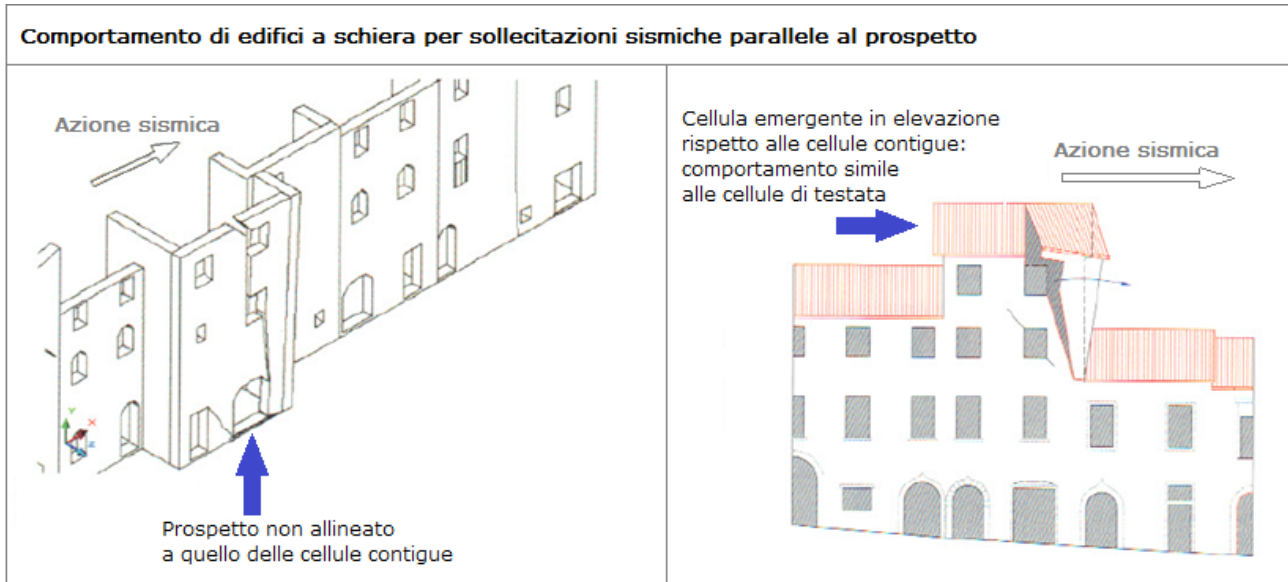 Comportamento di edifici a schiera per sollecitazioni sismiche parallele al prospetto
Azione sismica
Y
X
Z
Prospetto non allineato
a quello delle cellule contigue
Cellula emergente in elevazione
rispetto alle cellule contigue:
comportamento simile
alle cellule di testata
Azione sismica